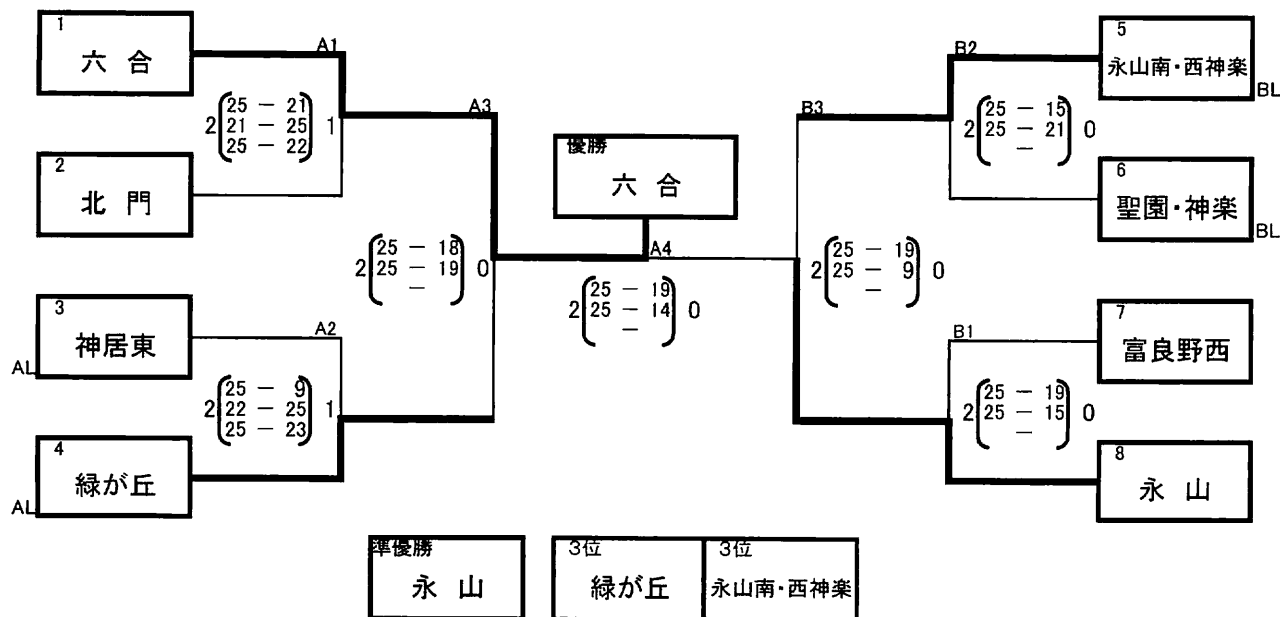 1
六 合
A1
2 25 － 21 1
21 － 25
25 － 22
2
北 門
A3
2 25 － 18 0
25 － 19
－
3
神居東
AL
A2
2 25 － 9 1
22 － 25
25 － 23
4
緑が丘
AL
優勝
六 合
A4
2 25 － 19 0
25 － 14
－
B2
5
永山南・西神楽
BL
2 25 － 15 0
25 － 21
－
6
聖園・神楽
BL
B3
2 25 － 19 0
25 － 9
－
B1
7
富良野西
2 25 － 19 0
25 － 15
－
8
永 山
準優勝
永 山
3位
緑が丘
3位
永山南・西神楽